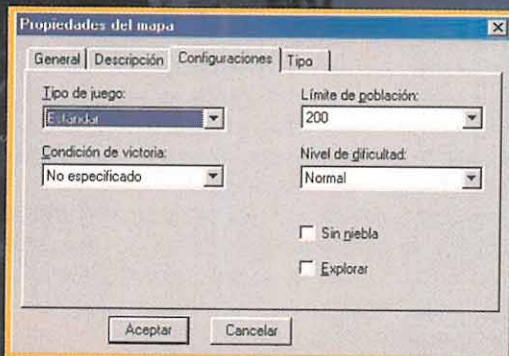 Propiedades del mapa
General
Descripción
Configuraciones
Tipo
Tipo de juego:
Estándar
Condición de victoria:
No especificado
Límite de población:
200
Nivel de dificultad:
Normal
Sin niebla
Explorar
Aceptar
Cancelar